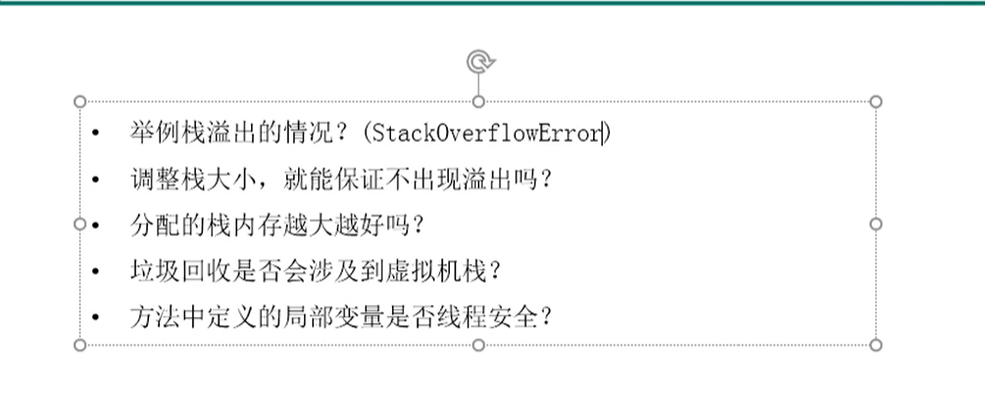 • 举例栈溢出的情况？(StackOverflowError)
• 调整栈大小，就能保证不出现溢出吗？
• 分配的栈内存越大越好吗？
• 垃圾回收是否会涉及到虚拟机栈？
• 方法中定义的局部变量是否线程安全？